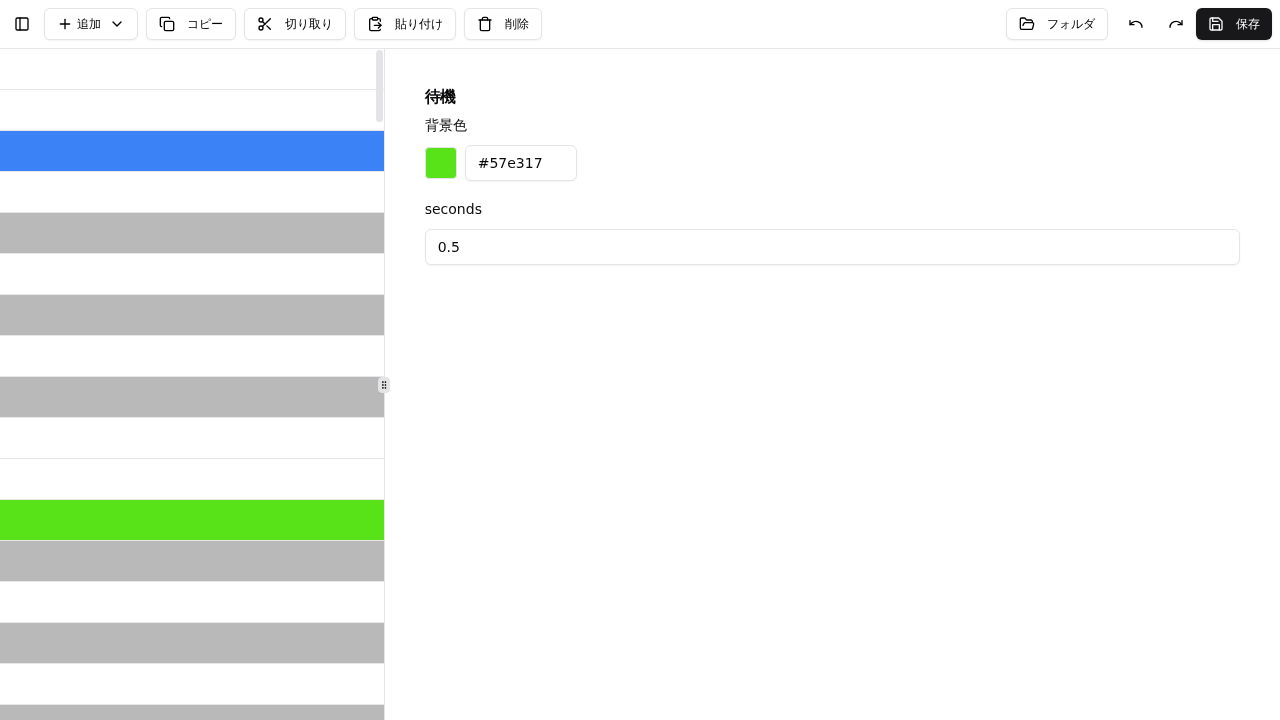 追加 コピー 切り取り 貼り付け 削除 フォルダ 保存
待機
背景色
#57e317
seconds
0.5